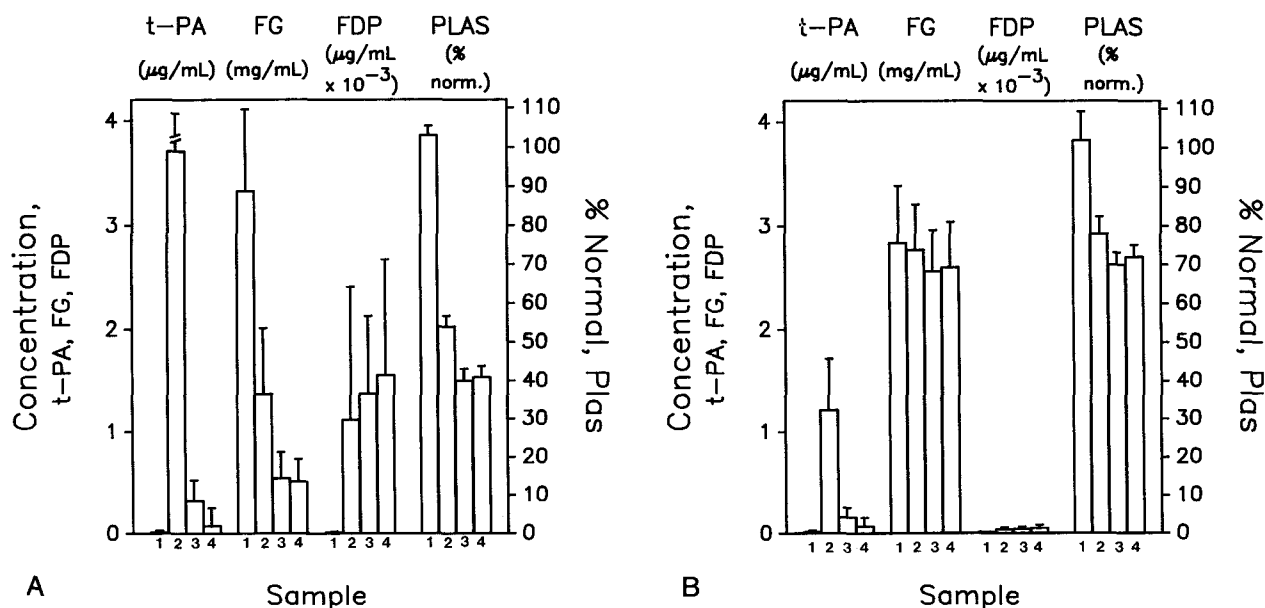 t-PA FG FDP PLAS
(μg/mL) (mg/mL) (μg/mL x 10⁻³) (% norm.)
Concentration,
t-PA, FG, FDP
4
3
2
1
0
110
100
90
80
70
60
50
40
30
20
10
0
% Normal, Plas
1 2 3 4 1 2 3 4 1 2 3 4 1 2 3 4
A
Sample
t-PA FG FDP PLAS
(μg/mL) (mg/mL) (μg/mL x 10⁻³) (% norm.)
Concentration,
t-PA, FG, FDP
4
3
2
1
0
110
100
90
80
70
60
50
40
30
20
10
0
% Normal, Plas
1 2 3 4 1 2 3 4 1 2 3 4 1 2 3 4
B
Sample